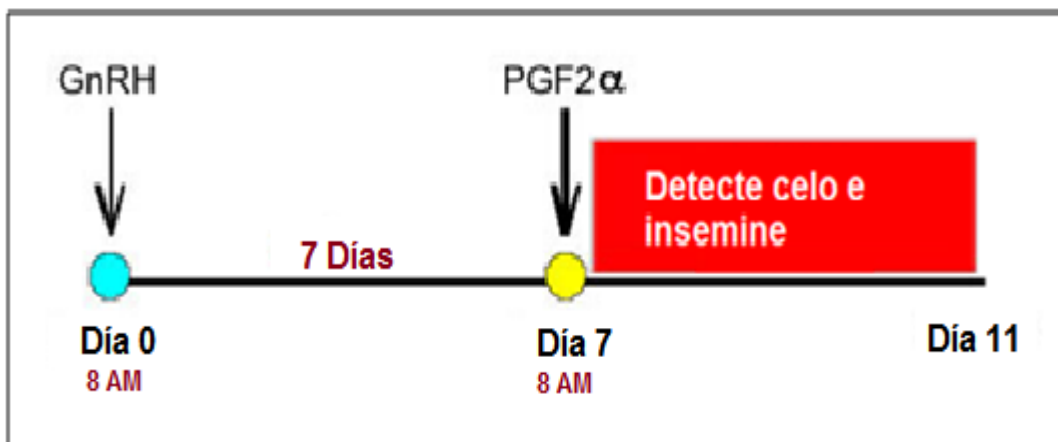 GnRH
PGF2α
Detecte celo e
insemine
7 Días
Día 0
8 AM
Día 7
8 AM
Día 11